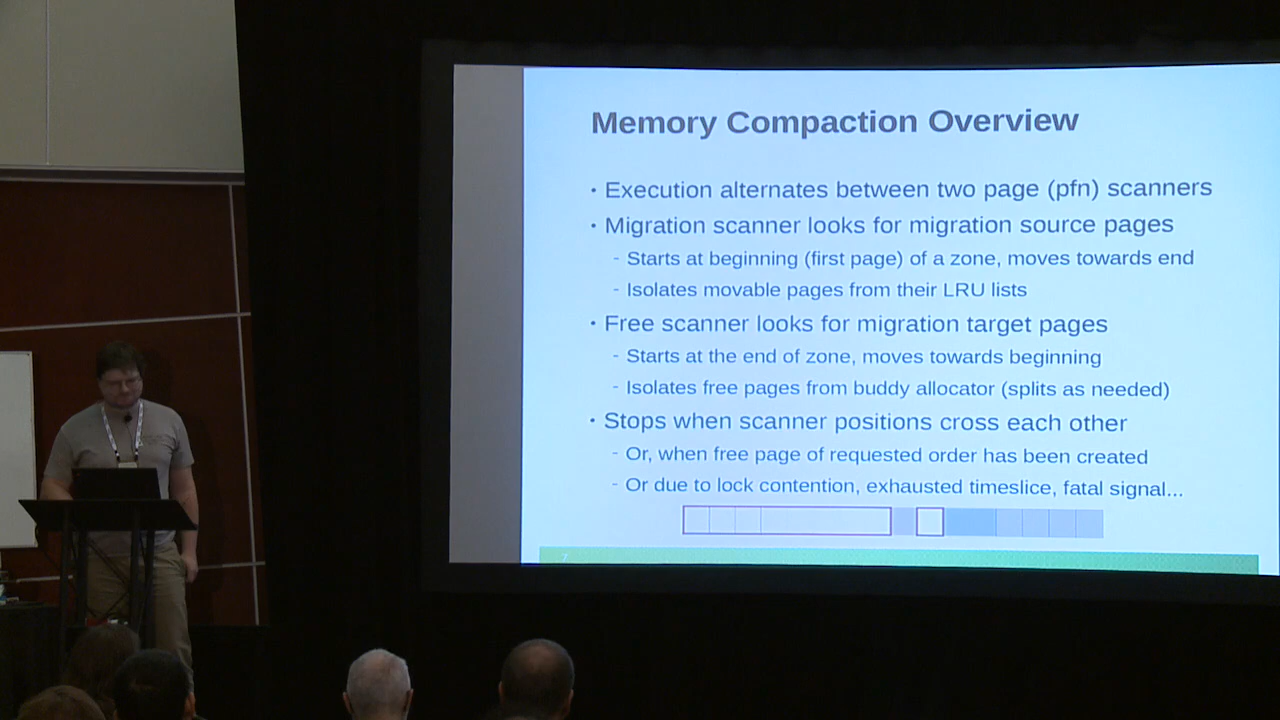 Memory Compaction Overview
· Execution alternates between two page (pfn) scanners
· Migration scanner looks for migration source pages
- Starts at beginning (first page) of a zone, moves towards end
- Isolates movable pages from their LRU lists
· Free scanner looks for migration target pages
- Starts at the end of zone, moves towards beginning
- Isolates free pages from buddy allocator (splits as needed)
· Stops when scanner positions cross each other
- Or, when free page of requested order has been created
- Or due to lock contention, exhausted timeslice, fatal signal...
7